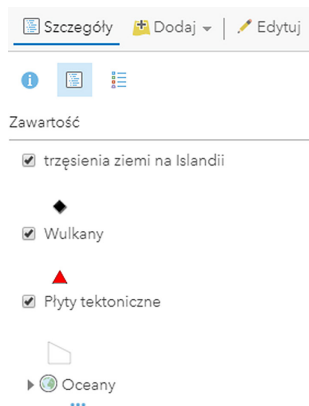 Szczegóły Dodaj Edytuj
Zawartość
trzęsienia ziemi na Islandii
Wulkany
Płyty tektoniczne
Oceany